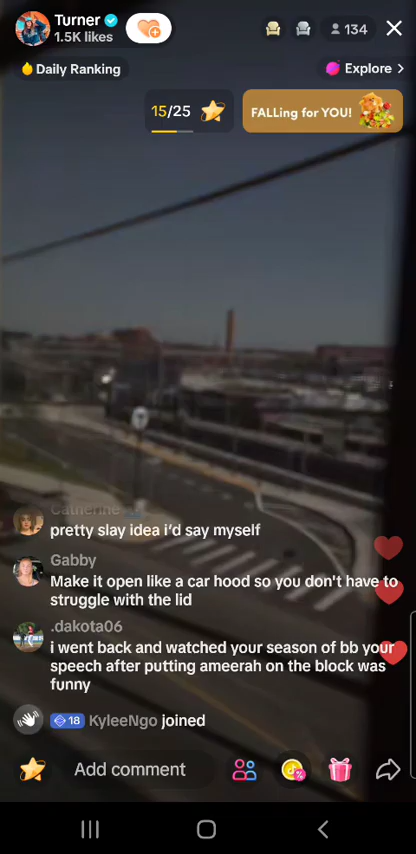 Turner
1.5K likes
134
Daily Ranking
Explore
15/25
FALLing for YOU!
Catherine
pretty slay idea i'd say myself
Gabby
Make it open like a car hood so you don't have to
struggle with the lid
.dakota06
i went back and watched your season of bb your
speech after putting ameerah on the block was
funny
18 KyleeNgo joined
Add comment